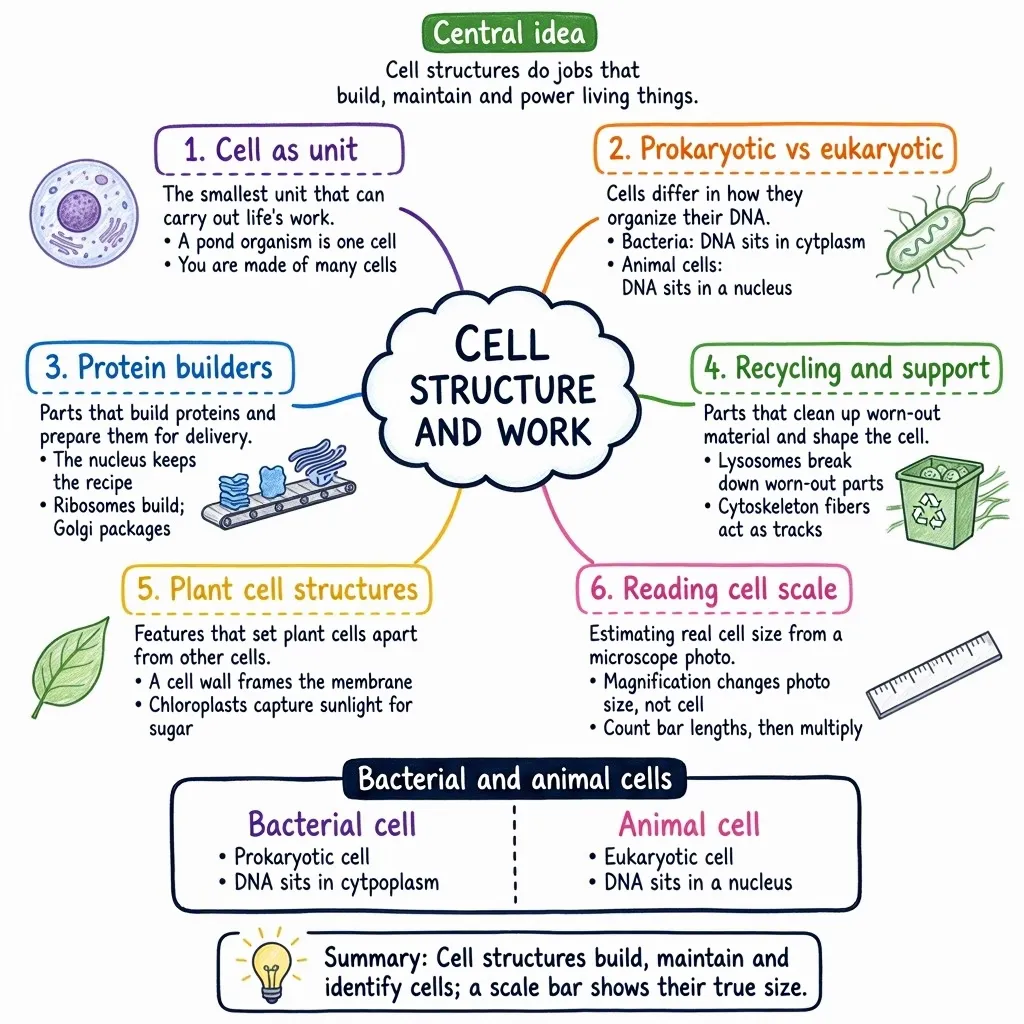 Central idea
Cell structures do jobs that
build, maintain and power living things.
1. Cell as unit
The smallest unit that can
carry out life's work.
• A pond organism is one cell
• You are made of many cells
2. Prokaryotic vs eukaryotic
Cells differ in how they
organize their DNA.
• Bacteria: DNA sits in cytplasm
• Animal cells:
DNA sits in a nucleus
CELL
STRUCTURE
AND WORK
3. Protein builders
Parts that build proteins and
prepare them for delivery.
• The nucleus keeps
the recipe
• Ribosomes build;
Golgi packages
4. Recycling and support
Parts that clean up worn-out
material and shape the cell.
• Lysosomes break
down worn-out parts
• Cytoskeleton fibers
act as tracks
5. Plant cell structures
Features that set plant cells apart
from other cells.
• A cell wall frames the membrane
• Chloroplasts capture sunlight for
sugar
6. Reading cell scale
Estimating real cell size from a
microscope photo.
• Magnification changes photo
size, not cell
• Count bar lengths, then multiply
Bacterial and animal cells
Bacterial cell
• Prokaryotic cell
• DNA sits in cytpoplasm
Animal cell
• Eukaryotic cell
• DNA sits in a nucleus
Summary: Cell structures build, maintain and
identify cells; a scale bar shows their true size.